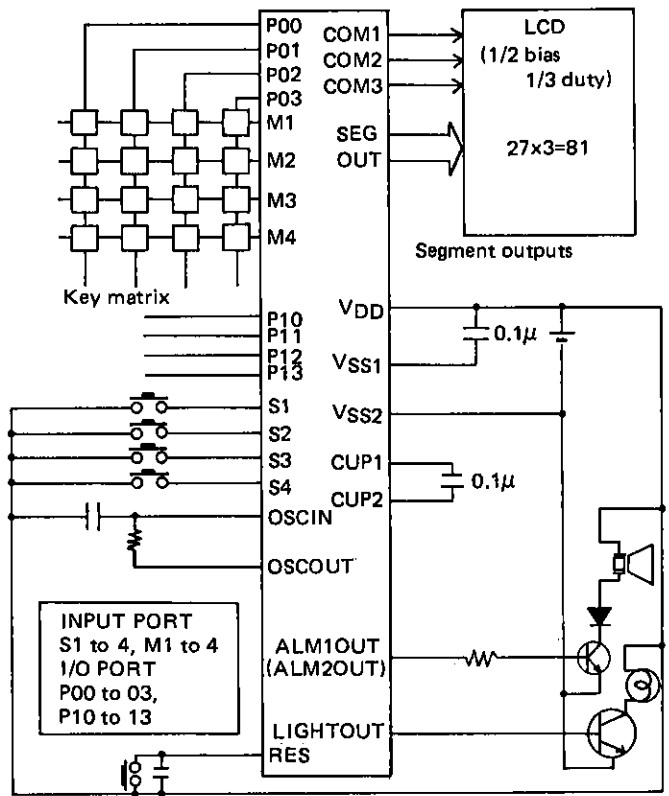 P00
P01
P02
P03
M1
M2
M3
M4
Key matrix
P10
P11
P12
P13
S1
S2
S3
S4
OSCIN
OSCOUT
INPUT PORT
S1 to 4, M1 to 4
I/O PORT
P00 to 03,
P10 to 13
RES
COM1
COM2
COM3
SEG
OUT
LCD
(1/2 bias
1/3 duty)
27x3=81
Segment outputs
VDD
0.1μ
VSS1
VSS2
CUP1
0.1μ
CUP2
ALM1OUT
(ALM2OUT)
LIGHTOUT